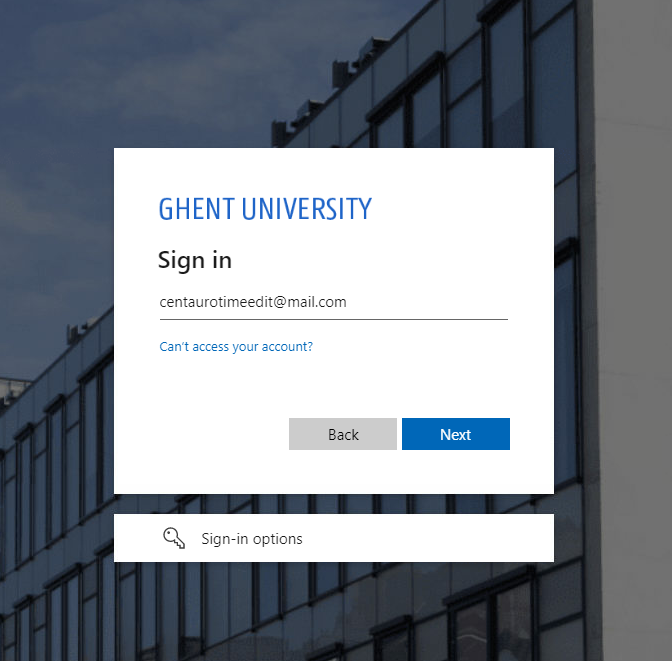 GHENT UNIVERSITY
Sign in
centaurotimeedit@mail.com
Can't access your account?
Back
Next
Sign-in options